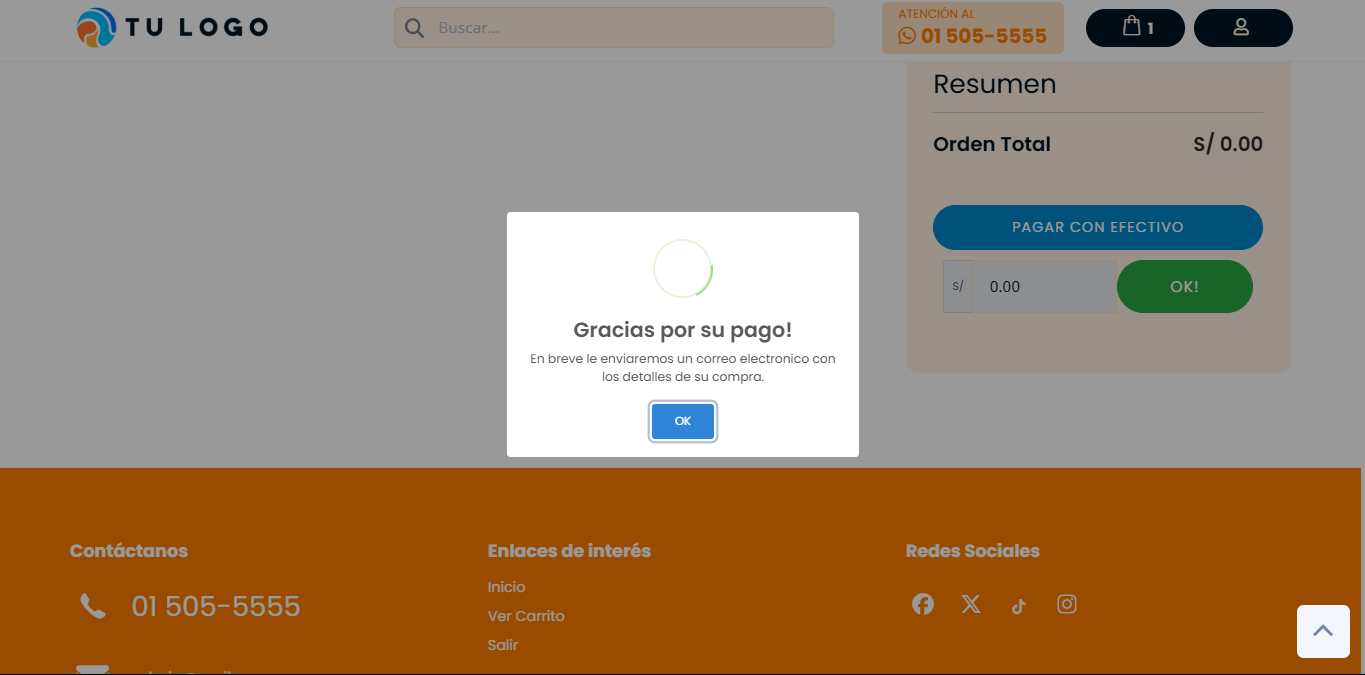 TU LOGO
Buscar...
ATENCIÓN AL
01 505-5555
1
Resumen
Orden Total S/ 0.00
PAGAR CON EFECTIVO
S/ 0.00 OK!
Gracias por su pago!
En breve le enviaremos un correo electronico con
los detalles de su compra.
OK
Contáctanos
01 505-5555
Enlaces de interés
Inicio
Ver Carrito
Salir
Redes Sociales